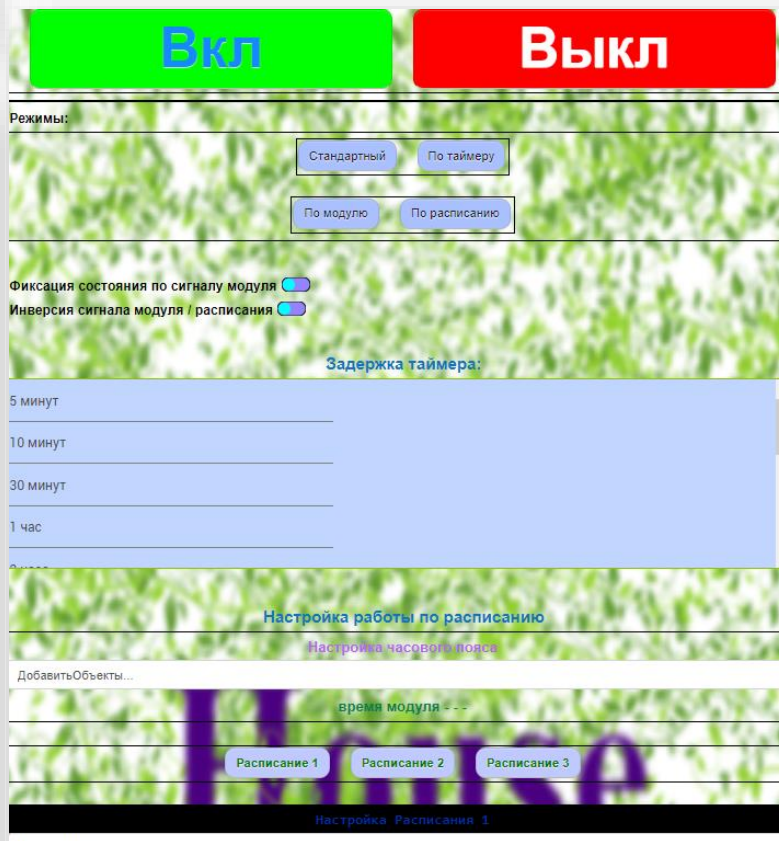 Вкл Выкл
Режимы:
Стандартный По таймеру
По модулю По расписанию
Фиксация состояния по сигналу модуля
Инверсия сигнала модуля / расписания
Задержка таймера:
5 минут
10 минут
30 минут
1 час
Настройка работы по расписанию
Настройка часового пояса
ДобавитьОбъекты...
время модуля - - -
House
Расписание 1 Расписание 2 Расписание 3
Настройка Расписания 1